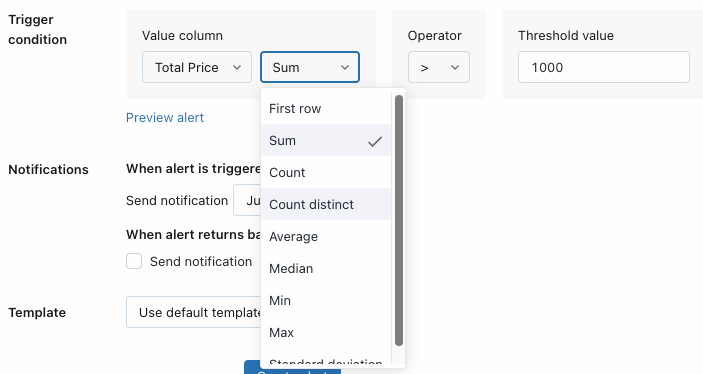 Trigger condition
Value column
Operator
Threshold value
Total Price
Sum
>
1000
First row
Sum
Count
Count distinct
Average
Median
Min
Max
Standard deviation
Preview alert
Notifications
When alert is triggere
Send notification
Ju
When alert returns ba
Send notification
Template
Use default template